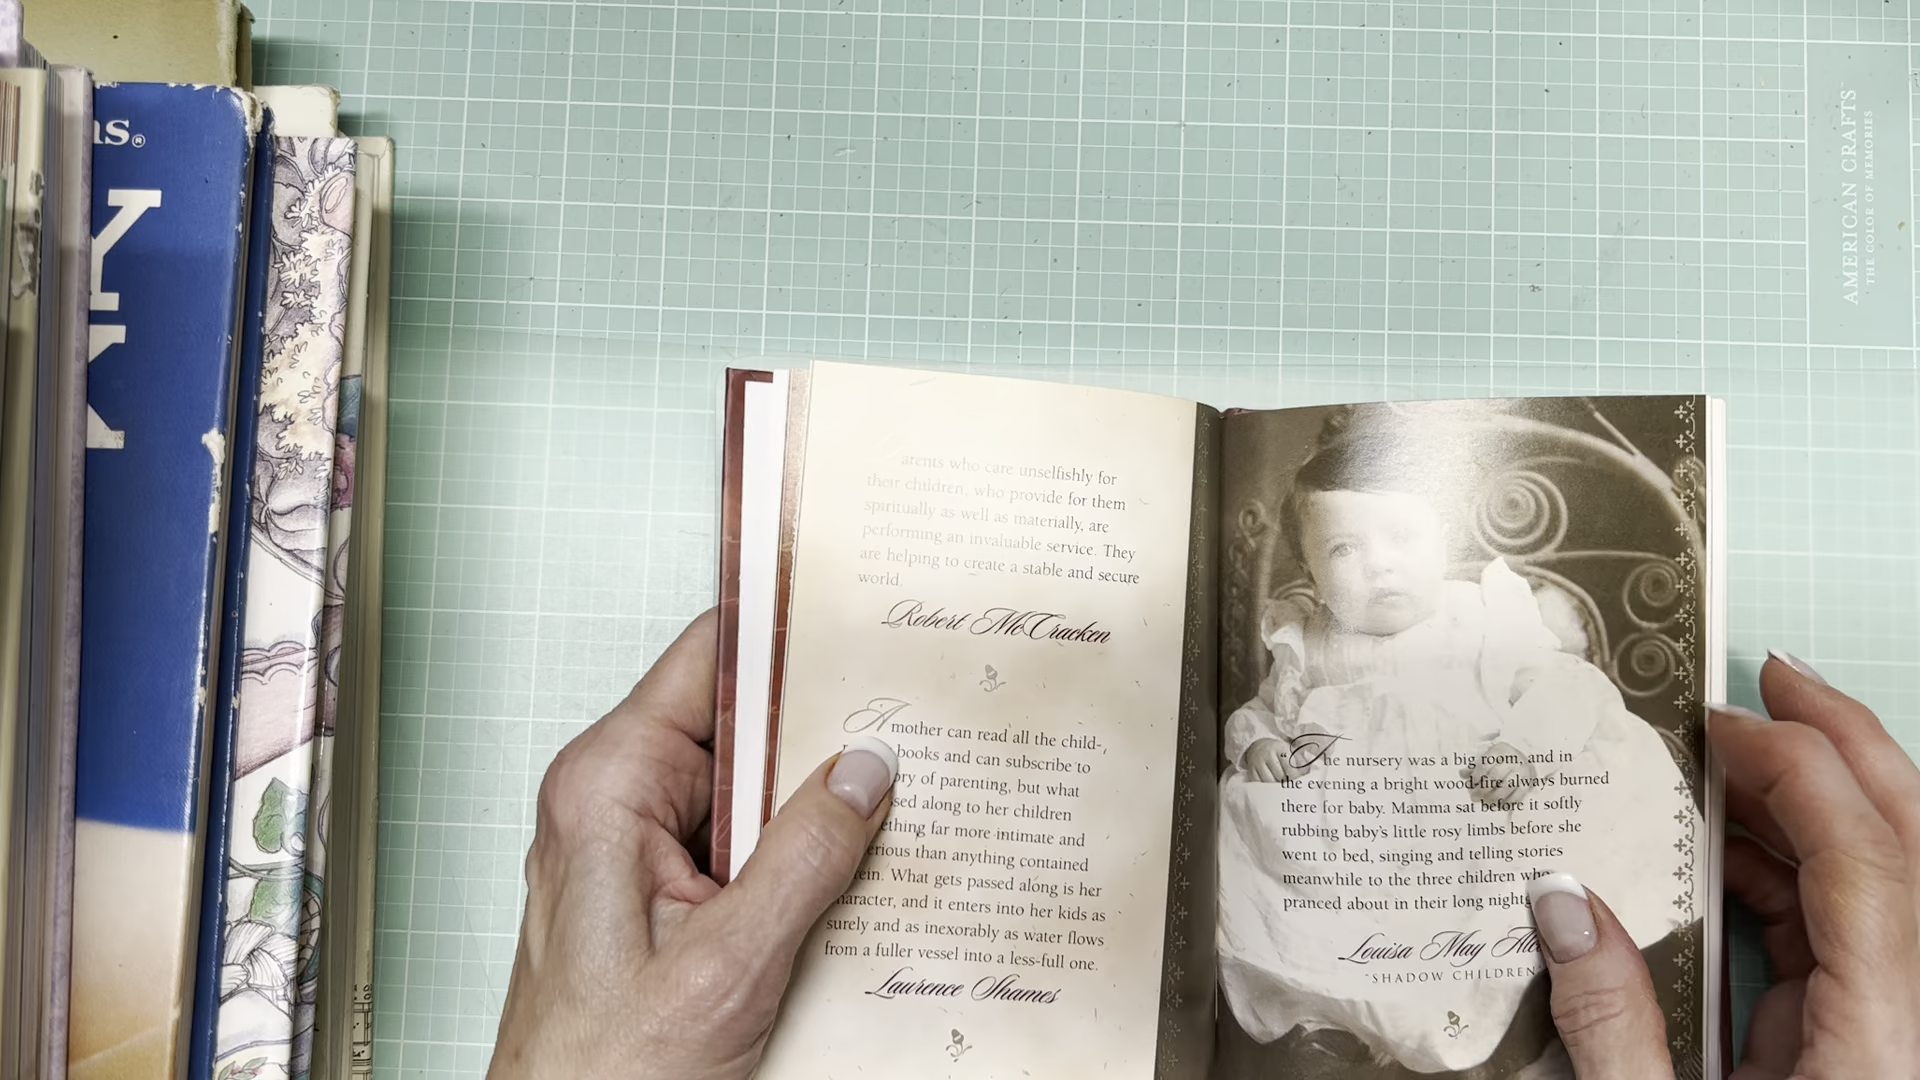 as®
Y
K
AMERICAN CRAFTS™
THE COLOR OF MEMORIES
arents who care unselfishly for
their children, who provide for them
spiritually as well as materially, are
performing an invaluable service. They
are helping to create a stable and secure
world.
Robert McCracken
A mother can read all the child-
books and can subscribe to
ory of parenting, but what
ssed along to her children
ething far more intimate and
erious than anything contained
rein. What gets passed along is her
haracter, and it enters into her kids as
surely and as inexorably as water flows
from a fuller vessel into a less-full one.
Laurence Shames
"The nursery was a big room, and in
the evening a bright wood-fire always burned
there for baby. Mamma sat before it softly
rubbing baby's little rosy limbs before she
went to bed, singing and telling stories
meanwhile to the three children who
pranced about in their long nightg
Louisa May Alco
"SHADOW CHILDREN"